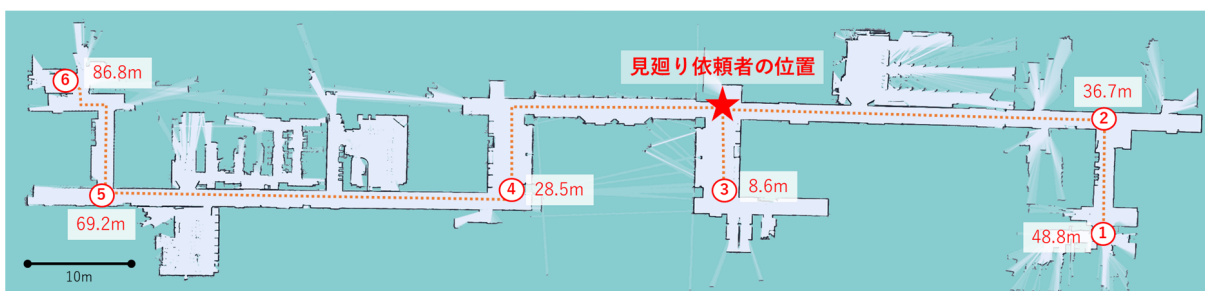 見廻り依頼者の位置
⑥
86.8m
36.7m
②
⑤
69.2m
④
28.5m
③
8.6m
48.8m
①
10m